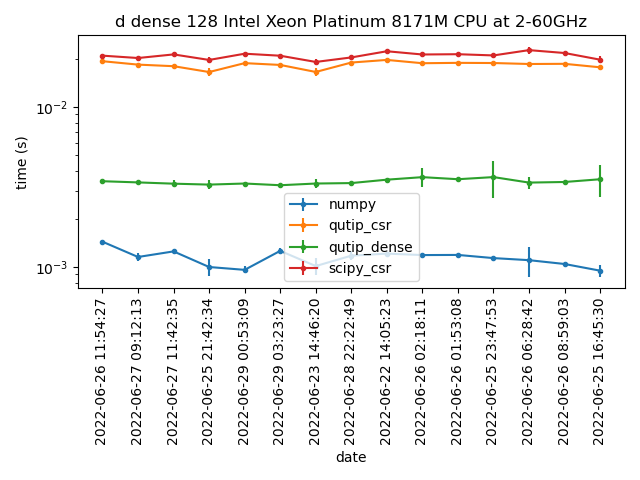 d dense 128 Intel Xeon Platinum 8171M CPU at 2-60GHz
time (s)
10⁻²
10⁻³
numpy
qutip_csr
qutip_dense
scipy_csr
2022-06-26 11:54:27
2022-06-27 09:12:13
2022-06-27 11:42:35
2022-06-25 21:42:34
2022-06-29 00:53:09
2022-06-29 03:23:27
2022-06-23 14:46:20
2022-06-28 22:22:49
2022-06-22 14:05:23
2022-06-26 02:18:11
2022-06-26 01:53:08
2022-06-25 23:47:53
2022-06-26 06:28:42
2022-06-26 08:59:03
2022-06-25 16:45:30
date